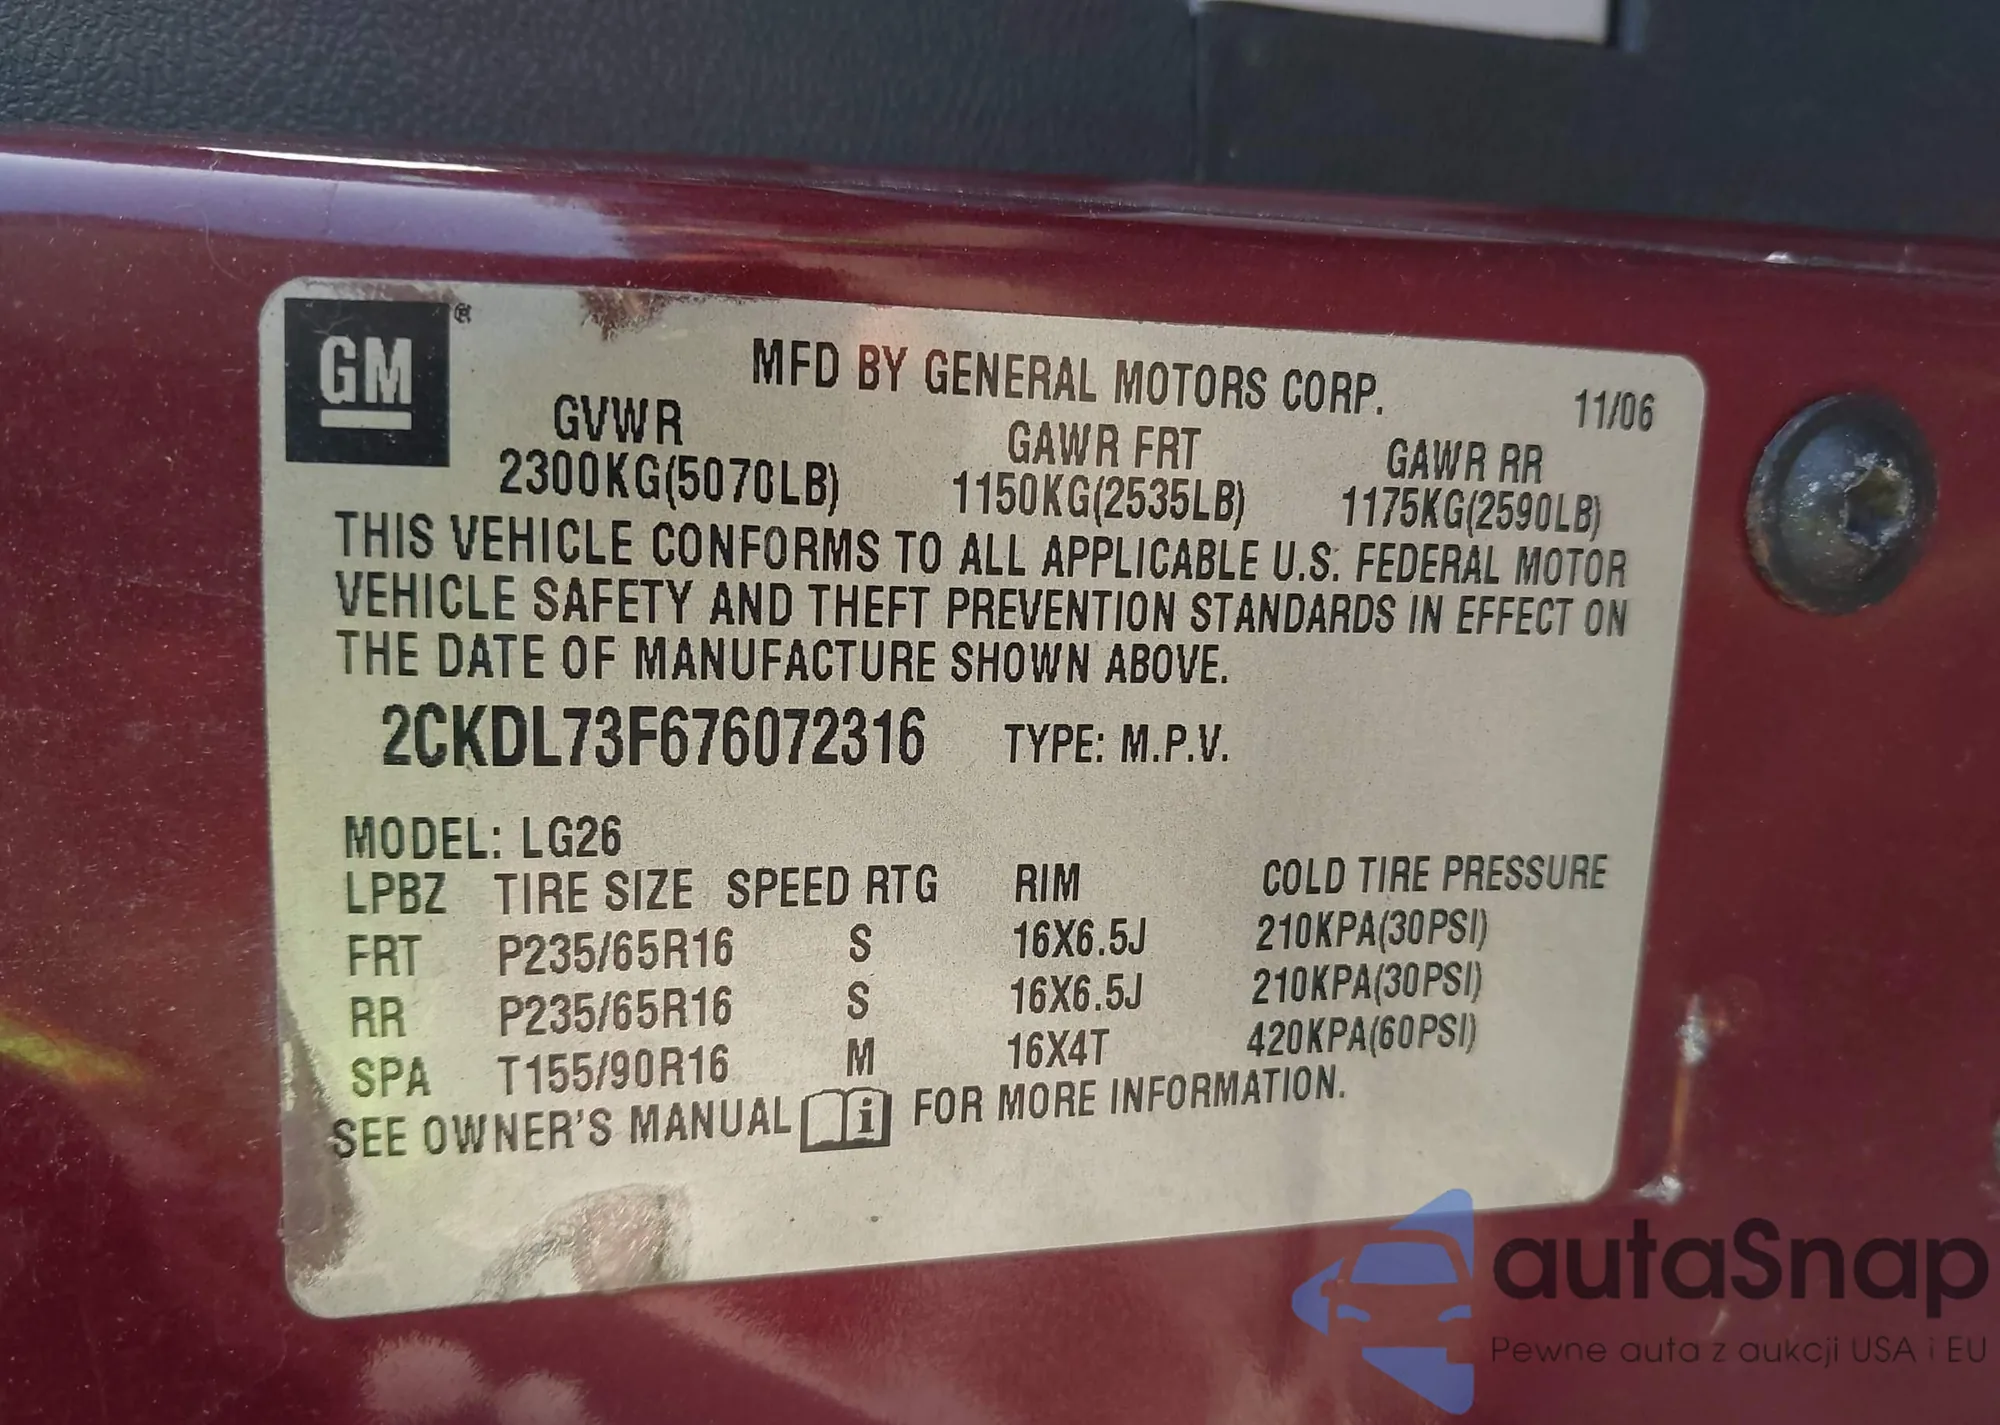 GM®
MFD BY GENERAL MOTORS CORP. 11/06
GVWR GAWR FRT GAWR RR
2300KG(5070LB) 1150KG(2535LB) 1175KG(2590LB)
THIS VEHICLE CONFORMS TO ALL APPLICABLE U.S. FEDERAL MOTOR
VEHICLE SAFETY AND THEFT PREVENTION STANDARDS IN EFFECT ON
THE DATE OF MANUFACTURE SHOWN ABOVE.
2CKDL73F676072316 TYPE: M.P.V.
MODEL: LG26
LPBZ TIRE SIZE SPEED RTG RIM COLD TIRE PRESSURE
FRT P235/65R16 S 16X6.5J 210KPA(30PSI)
RR P235/65R16 S 16X6.5J 210KPA(30PSI)
SPA T155/90R16 M 16X4T 420KPA(60PSI)
SEE OWNER'S MANUAL i FOR MORE INFORMATION.
autaSnap
Pewne auta z aukcji USA i EU